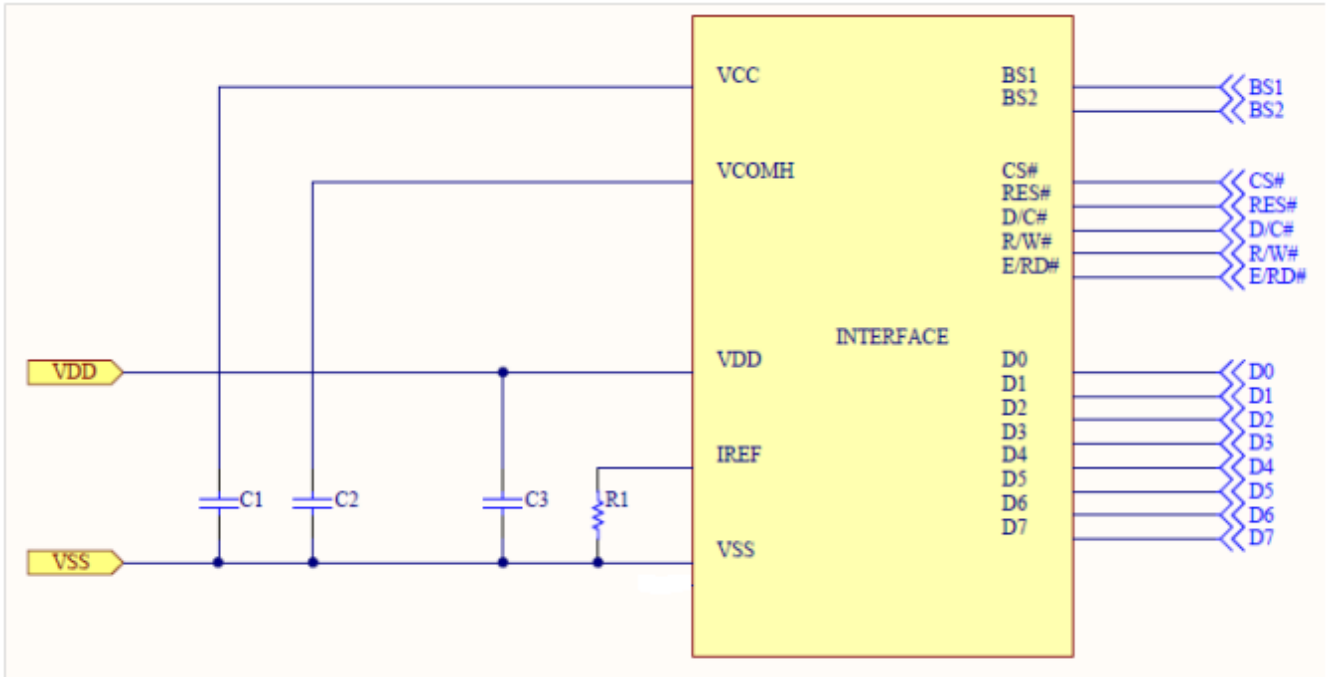 VCC
BS1
BS1
BS2
BS2
VCOMH
CS#
CS#
RES#
RES#
D/C#
D/C#
R/W#
R/W#
E/RD#
E/RD#
INTERFACE
VDD
VDD
D0
D0
D1
D1
D2
D2
D3
D3
IREF
D4
D4
D5
D5
C1
C2
C3
R1
D6
D6
D7
D7
VSS
VSS